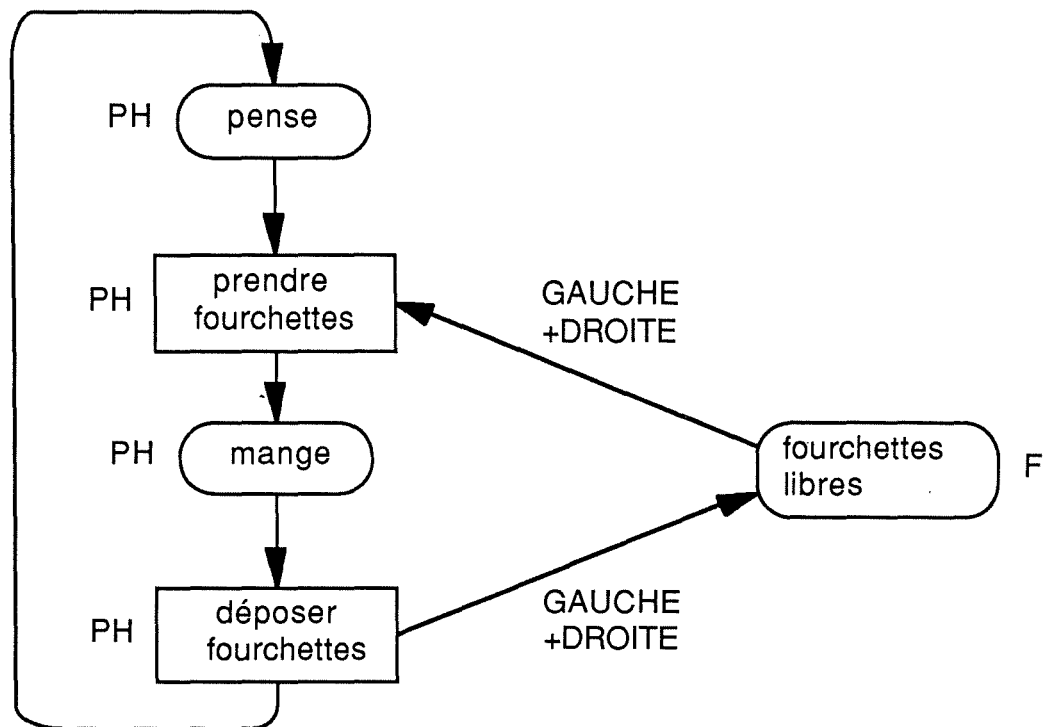 PH
pense
PH
prendre
fourchettes
GAUCHE
+DROITE
PH
mange
fourchettes
libres
F
PH
déposer
fourchettes
GAUCHE
+DROITE